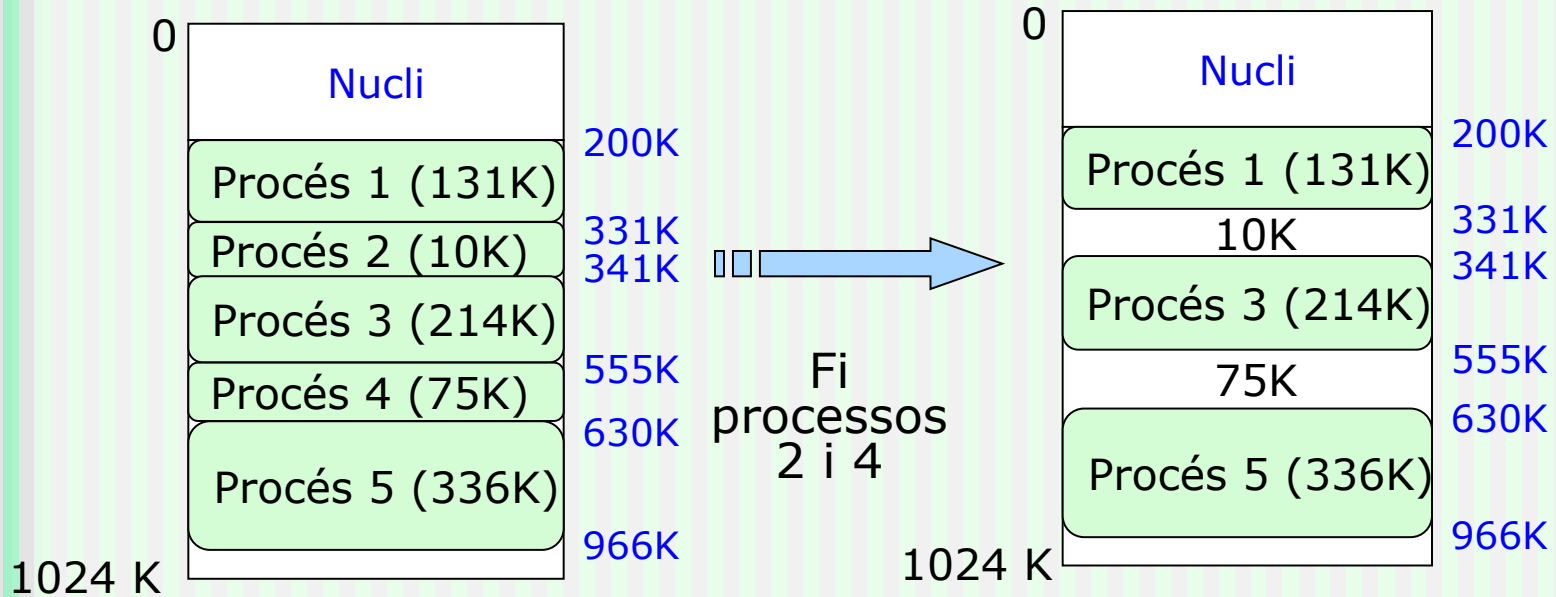 0
Nucli
200K
Procés 1 (131K)
331K
Procés 2 (10K)
341K
Procés 3 (214K)
555K
Procés 4 (75K)
630K
Procés 5 (336K)
966K
1024 K
Fi
processos
2 i 4
0
Nucli
200K
Procés 1 (131K)
331K
10K
341K
Procés 3 (214K)
555K
75K
630K
Procés 5 (336K)
966K
1024 K